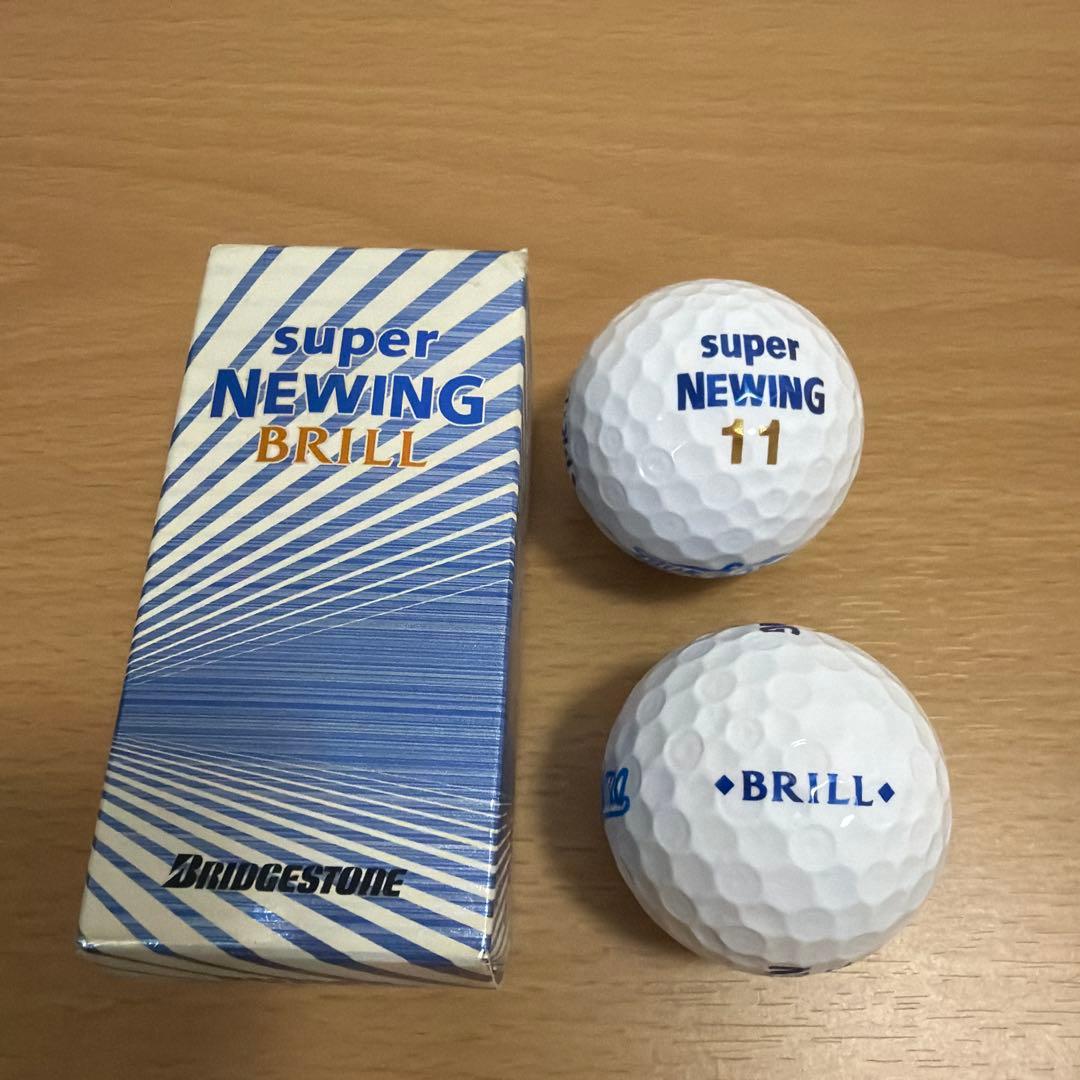 super
NEWING
BRILL
BRIDGESTONE
super
NEWING
11
BRILL